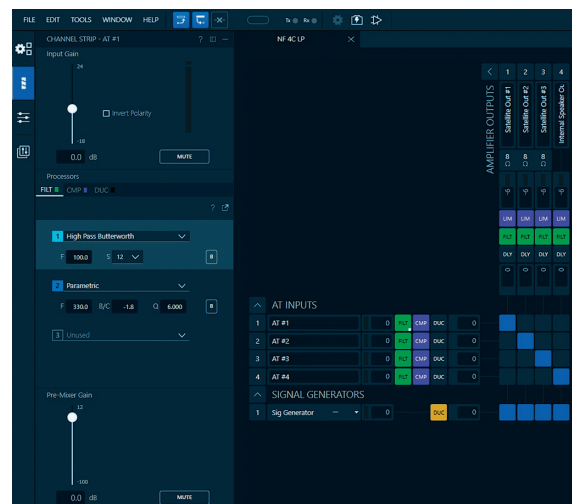 FILE EDIT TOOLS WINDOW HELP Tx Rx
CHANNEL STRIP - AT #1 ?
NF 4C LP
Input Gain
24
Invert Polarity
-18
0.0 dB MUTE
Processors
FILT CMP DUC
?
1 High Pass Butterworth
F 100.0 S 12 B
2 Parametric
F 330.0 B/C -1.8 Q 6.000 B
3 Unused
Pre-Mixer Gain
12
-100
0.0 dB MUTE
AMPLIFIER OUTPUTS
1 2 3 4
Satellite Out #1
Satellite Out #2
Satellite Out #3
Internal Speaker Ou
8 8 8
Ω Ω Ω
LIM LIM LIM LIM
FILT FILT FILT FILT
DLY DLY DLY DLY
0 0 0 0
AT INPUTS
1 AT #1 0 FILT CMP DUC 0
2 AT #2 0 FILT CMP DUC 0
3 AT #3 0 FILT CMP DUC 0
4 AT #4 0 FILT CMP DUC 0
SIGNAL GENERATORS
1 Sig Generator 0 DUC 0